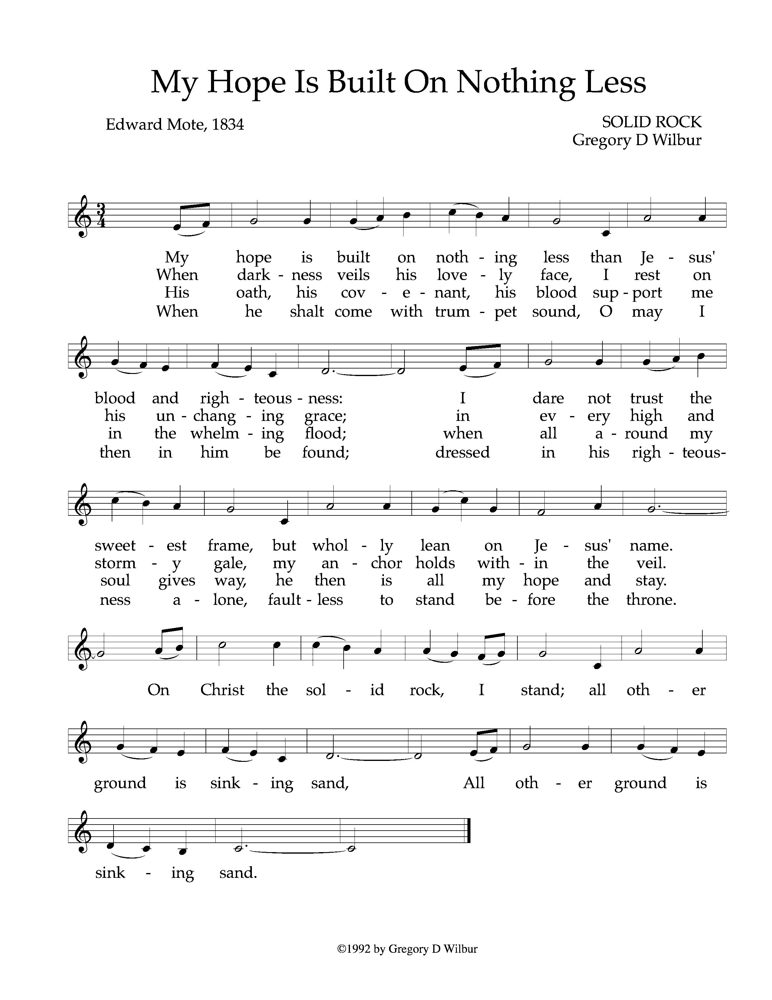 My Hope Is Built On Nothing Less
Edward Mote, 1834
SOLID ROCK
Gregory D Wilbur
3
4
My hope is built on noth - ing less than Je - sus'
When dark - ness veils his love - ly face, I rest on
His oath, his cov - e - nant, his blood sup - port me
When he shalt come with trum - pet sound, O may I
blood and righ - teous - ness: I dare not trust the
his un - chang - ing grace; in ev - ery high and
in the whelm - ing flood; when all a - round my
then in him be found; dressed in his righ - teous-
sweet - est frame, but whol - ly lean on Je - sus' name.
storm - y gale, my an - chor holds with - in the veil.
soul gives way, he then is all my hope and stay.
ness a - lone, fault - less to stand be - fore the throne.
On Christ the sol - id rock, I stand; all oth - er
ground is sink - ing sand, All oth - er ground is
sink - ing sand.
©1992 by Gregory D Wilbur